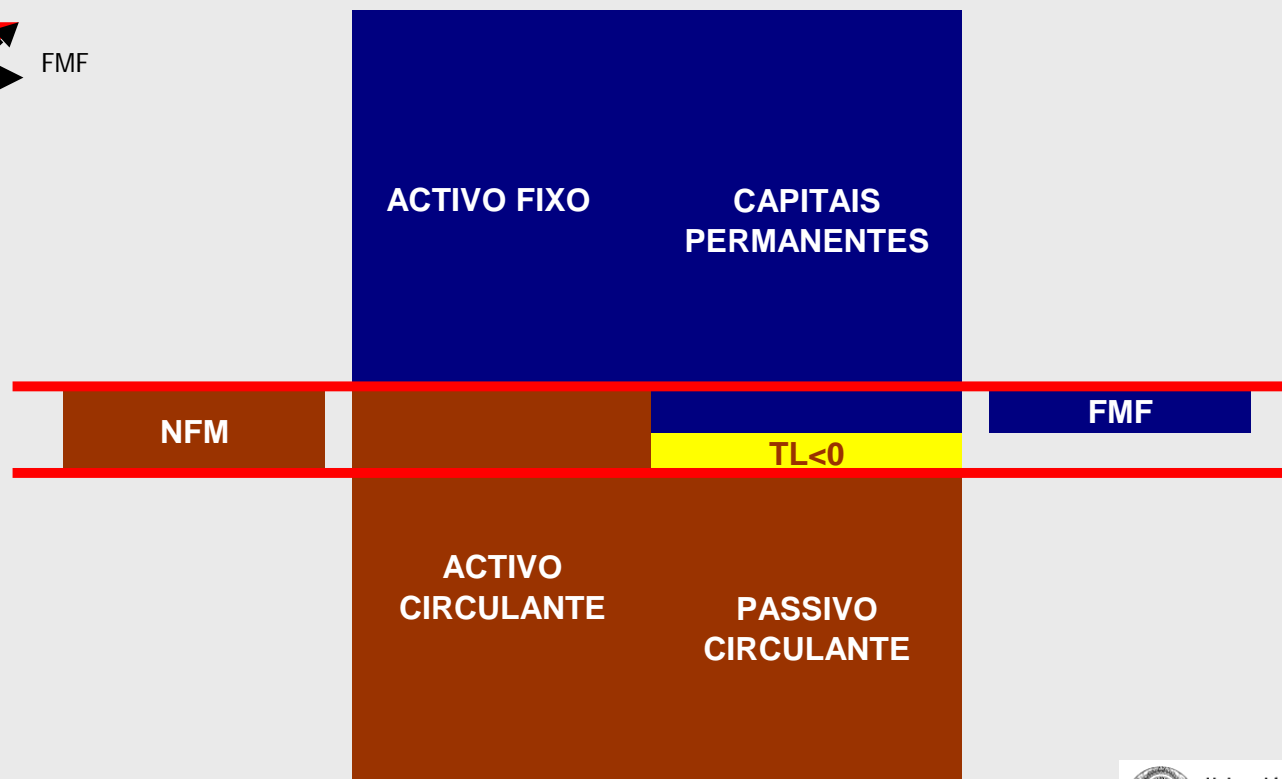 FMF
ACTIVO FIXO
CAPITAIS
PERMANENTES
NFM
FMF
TL<0
ACTIVO
CIRCULANTE
PASSIVO
CIRCULANTE